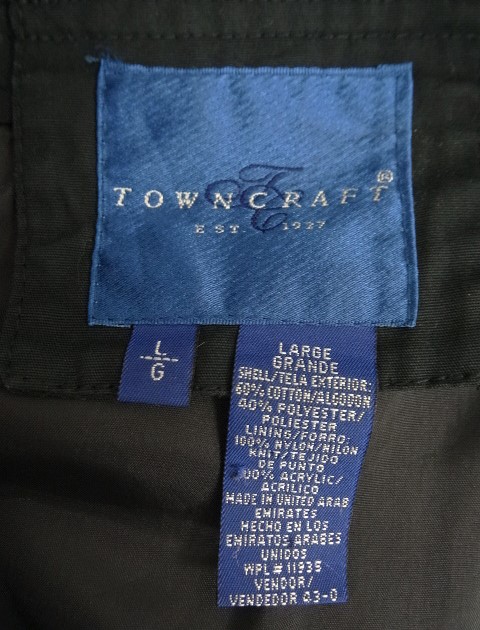 TOWNCRAFT®
EST. 1927
L
G
LARGE
GRANDE
SHELL/TELA EXTERIOR:
60% COTTON/ALGODON
40% POLYESTER/
POLIESTER
LINING/FORRO:
100% NYLON/NILON
KNIT/TEJIDO
DE PUNTO
100% ACRYLIC/
ACRILICO
MADE IN UNITED ARAB
EMIRATES
HECHO EN LOS
EMIRATOS ARABES
UNIDOS
WPL # 11935
VENDOR/
VENDEDOR 43-0